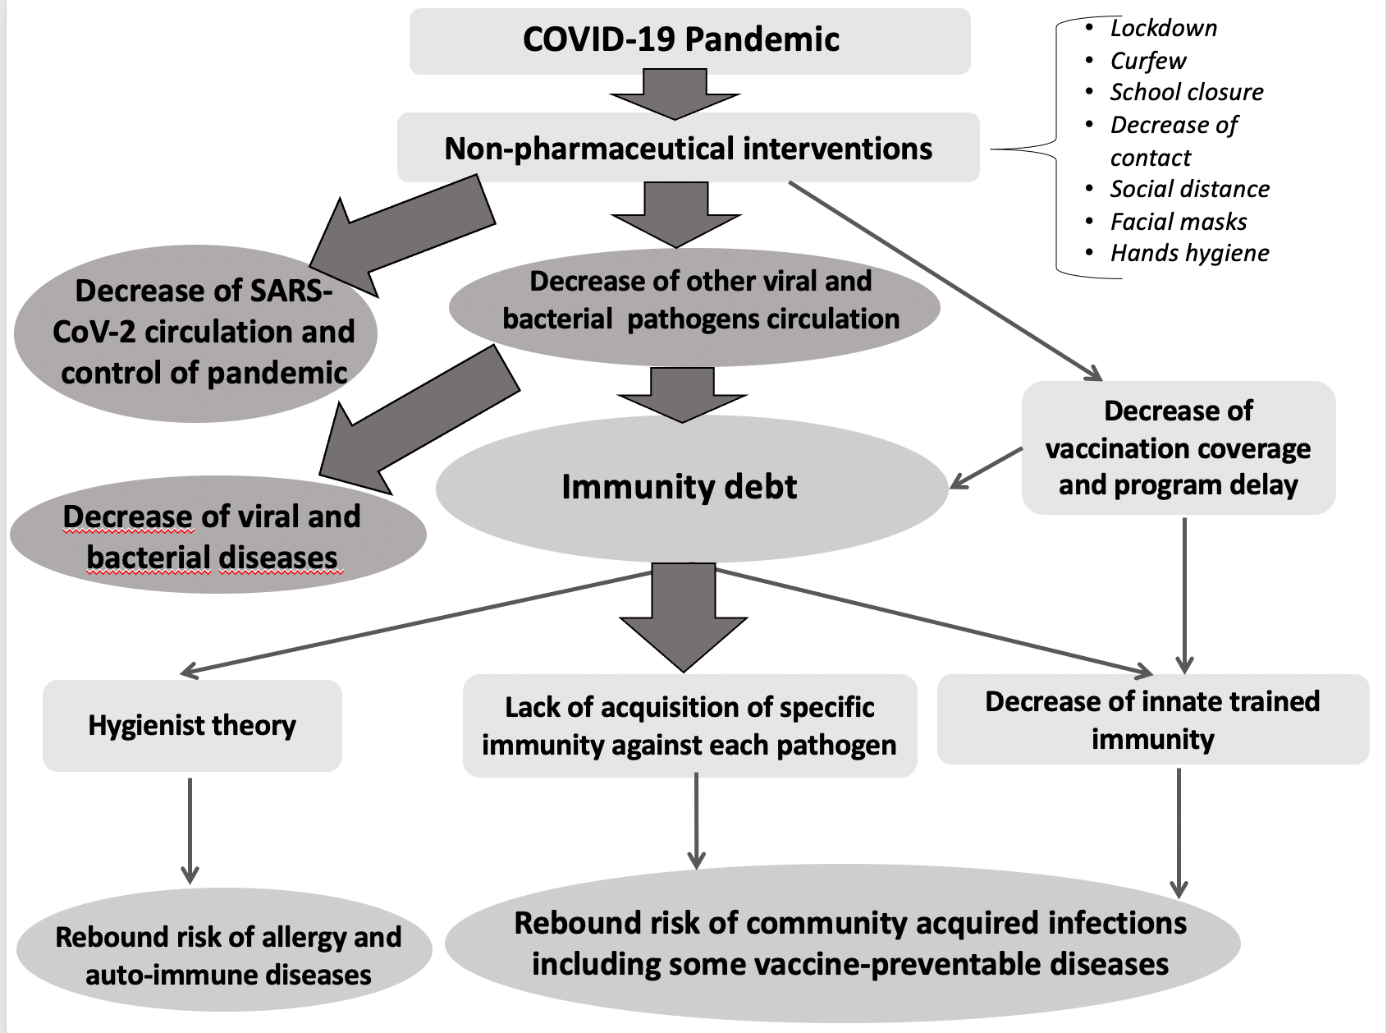 COVID-19 Pandemic
• Lockdown
• Curfew
• School closure
• Decrease of
contact
• Social distance
• Facial masks
• Hands hygiene
Non-pharmaceutical interventions
Decrease of SARS-
CoV-2 circulation and
control of pandemic
Decrease of other viral and
bacterial pathogens circulation
Decrease of
vaccination coverage
and program delay
Immunity debt
Decrease of viral and
bacterial diseases
Hygienist theory
Lack of acquisition of specific
immunity against each pathogen
Decrease of innate trained
immunity
Rebound risk of allergy and
auto-immune diseases
Rebound risk of community acquired infections
including some vaccine-preventable diseases